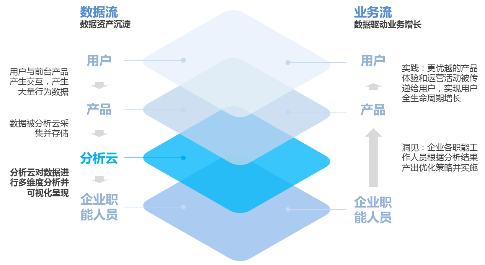 数据流
数据资产沉淀
业务流
数据驱动业务增长
用户
用户
用户与前台产品
产生交互,产生
大量行为数据
实践:更优越的产品
体验和运营活动被传
递给用户,实现用户
全生命周期增长
产品
产品
数据被分析云采
集并存储
分析云
洞见:企业各职能工
作人员根据分析结果
产出优化策略并实施
分析云对数据进
行多维度分析并
可视化呈现
企业职
能人员
企业职
能人员